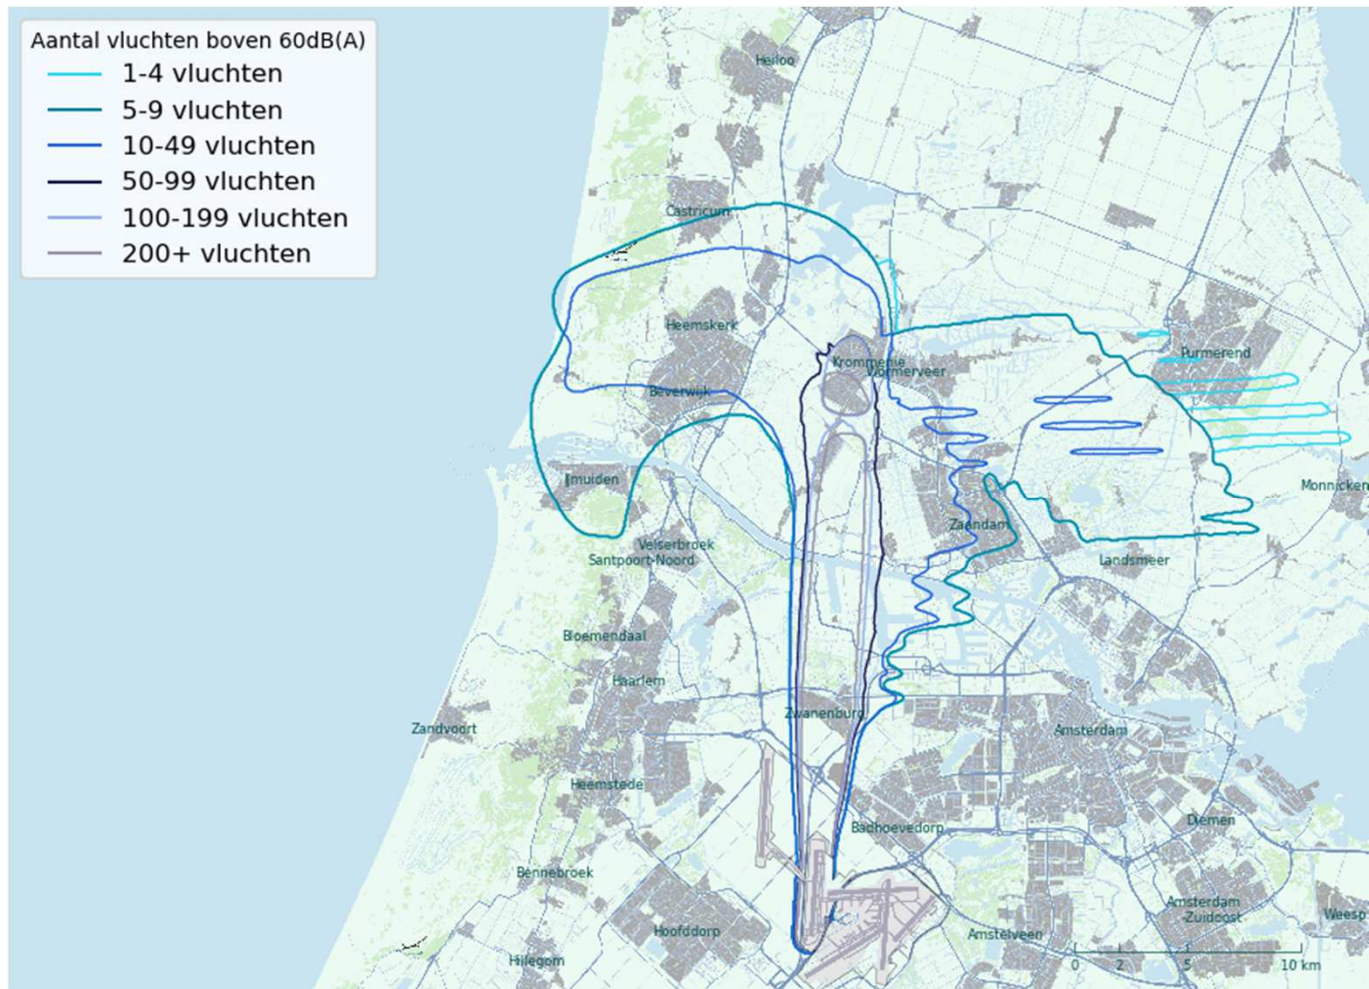 Aantal vluchten boven 60dB(A)
1-4 vluchten
5-9 vluchten
10-49 vluchten
50-99 vluchten
100-199 vluchten
200+ vluchten
Heiloo
Castricum
Heemskerk
Krommenie
Wormerveer
Purmerend
Beverwijk
IJmuiden
Monnicken
Zaandam
Velserbroek
Santpoort-Noord
Landsmeer
Bloemendaal
Haarlem
Zwanenburg
Zandvoort
Amsterdam
Heemstede
Badhoevedorp
Diemen
Bennebroek
Amsterdam
-Zuidoost
Weesp
Hoofddorp
Amstelveen
Hillegom
0 2 5 10 km